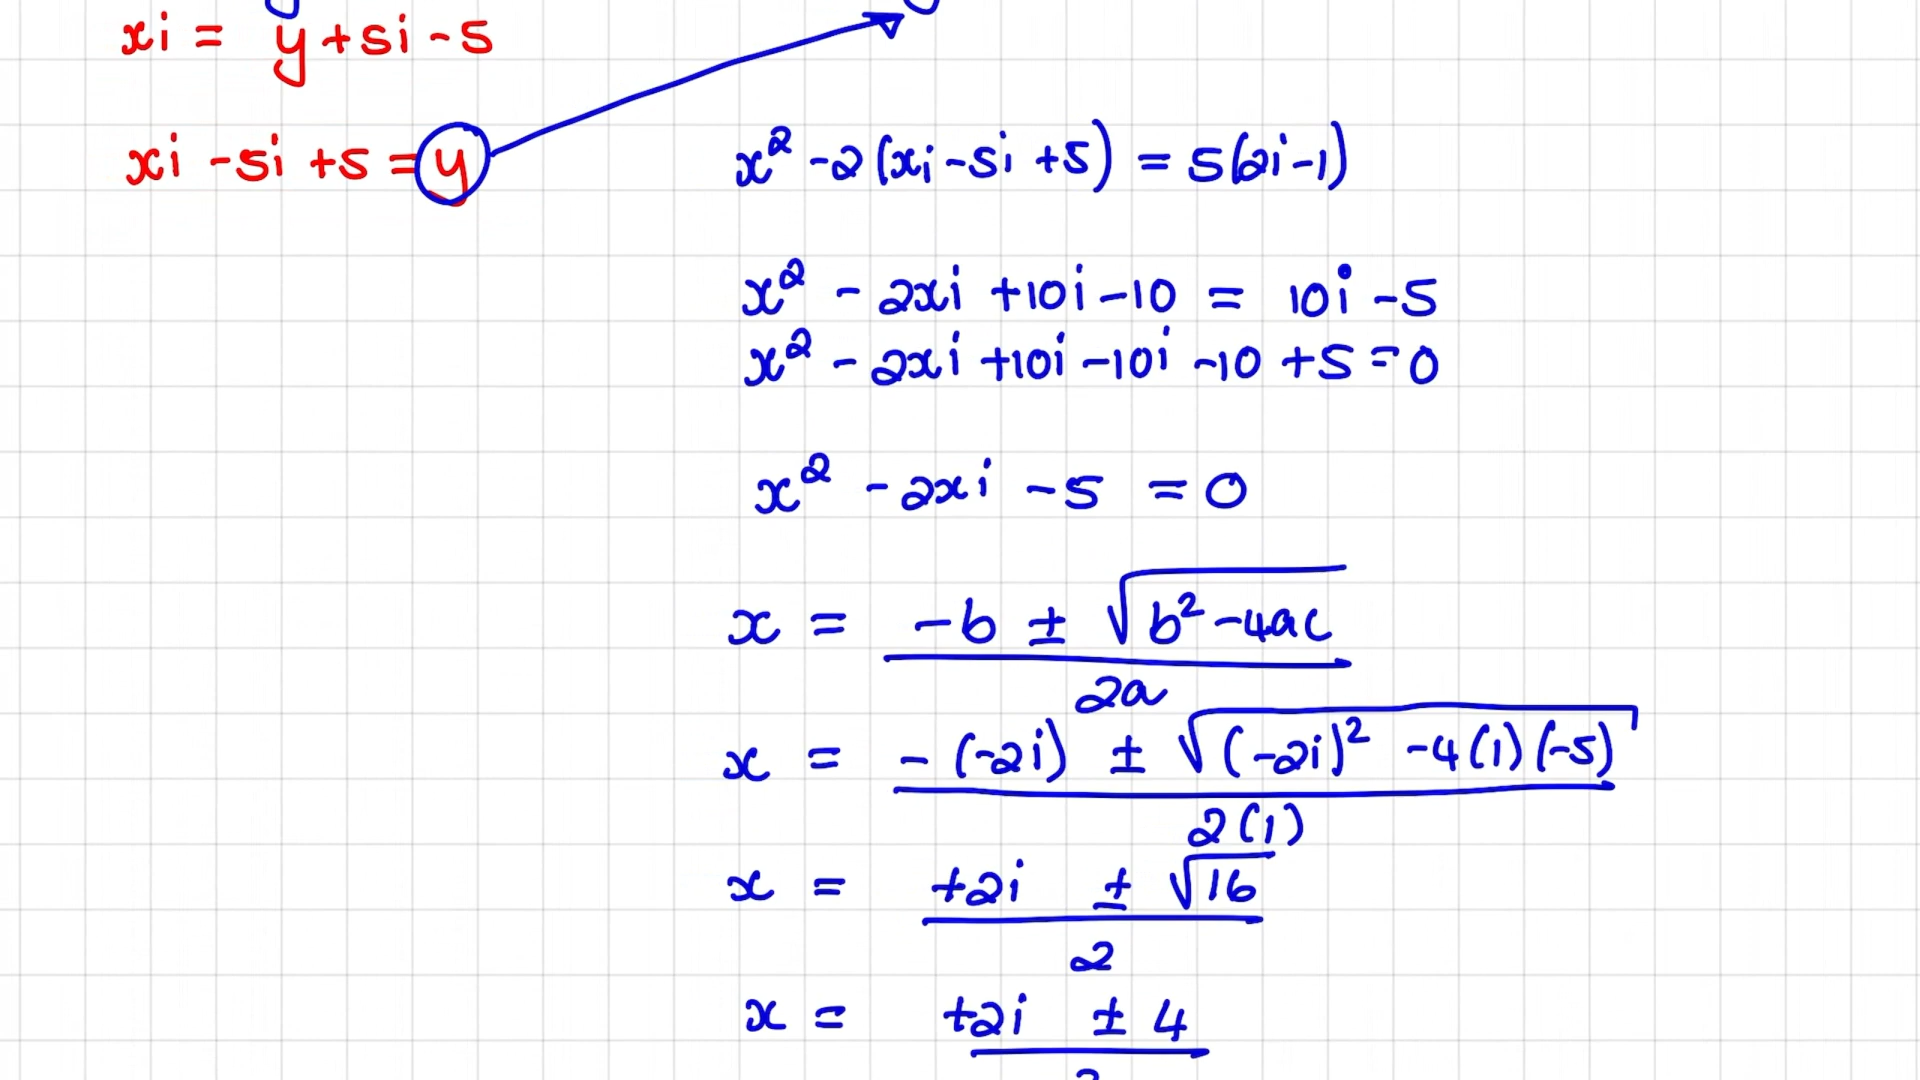 xi = y + 5i - 5
xi - 5i + 5 = y
x² - 2(xi - 5i + 5) = 5(2i - 1)
x² - 2xi + 10i - 10 = 10i - 5
x² - 2xi + 10i - 10i - 10 + 5 = 0
x² - 2xi - 5 = 0
x = -b ± √b² - 4ac
2a
x = -(-2i) ± √(-2i)² - 4(1)(-5)
2(1)
x = +2i ± √16
2
x = +2i ± 4